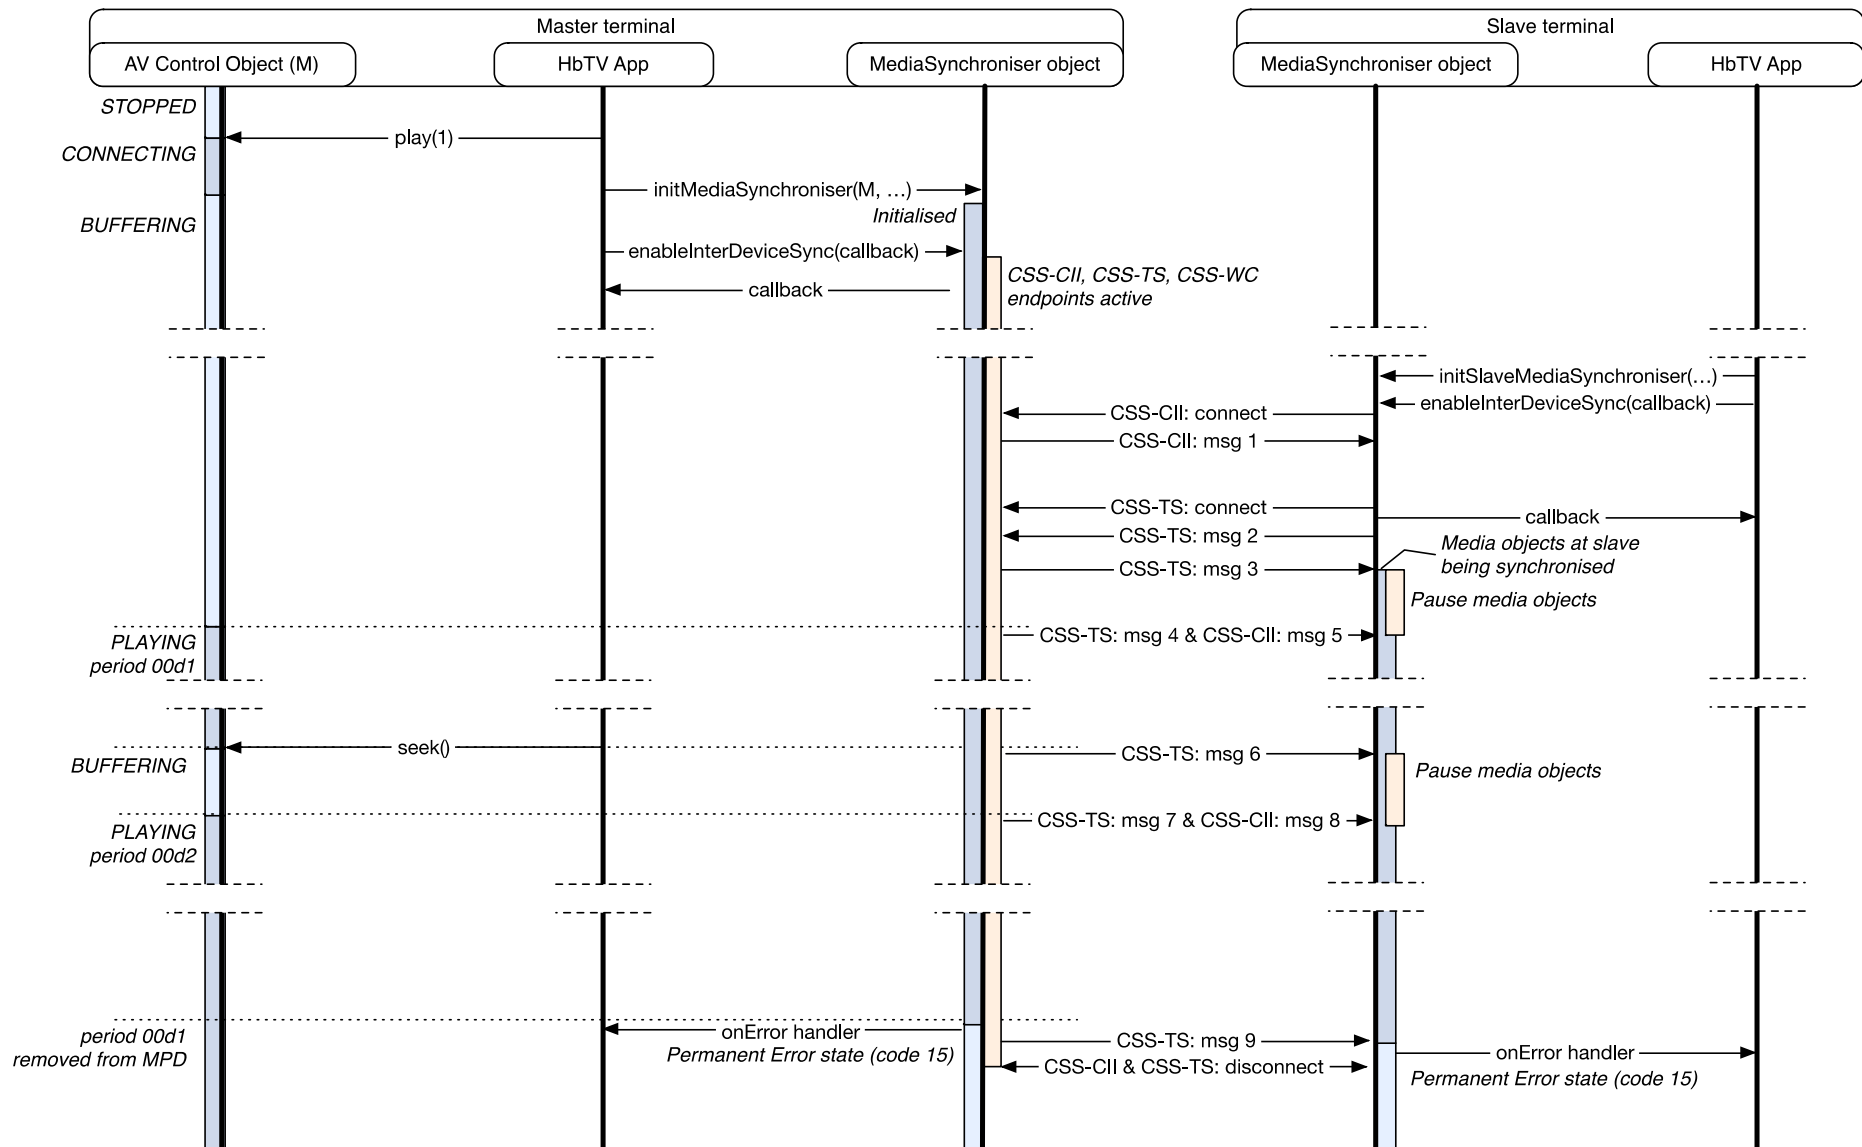 Master terminal
Slave terminal
AV Control Object (M)
HbTV App
MediaSynchroniser object
MediaSynchroniser object
HbTV App
STOPPED
play(1)
CONNECTING
initMediaSynchroniser(M, …)
Initialised
BUFFERING
enableInterDeviceSync(callback)
CSS-CII, CSS-TS, CSS-WC
endpoints active
callback
initSlaveMediaSynchroniser(…)
enableInterDeviceSync(callback)
CSS-CII: connect
CSS-CII: msg 1
CSS-TS: connect
callback
CSS-TS: msg 2
Media objects at slave
being synchronised
CSS-TS: msg 3
Pause media objects
CSS-TS: msg 4 & CSS-CII: msg 5
PLAYING
period 00d1
seek()
CSS-TS: msg 6
BUFFERING
Pause media objects
CSS-TS: msg 7 & CSS-CII: msg 8
PLAYING
period 00d2
onError handler
Permanent Error state (code 15)
period 00d1
removed from MPD
CSS-TS: msg 9
CSS-CII & CSS-TS: disconnect
onError handler
Permanent Error state (code 15)